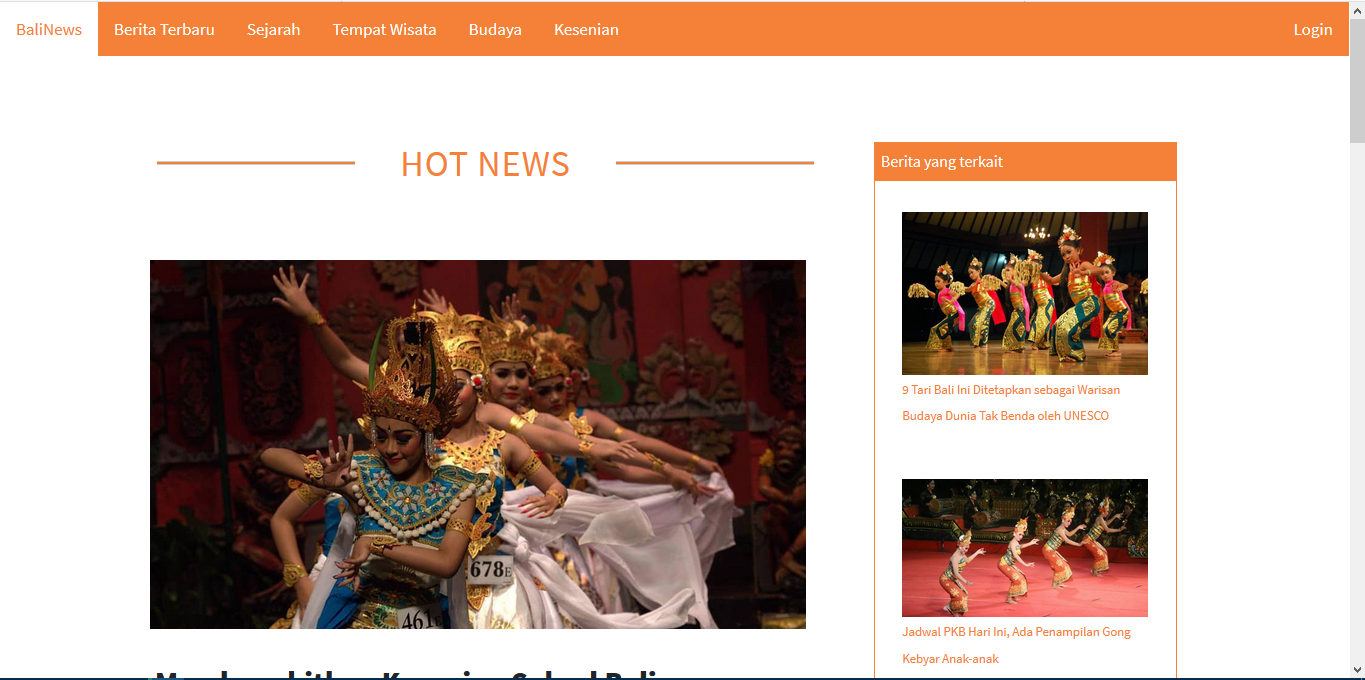 BaliNews Berita Terbaru Sejarah Tempat Wisata Budaya Kesenian Login
HOT NEWS
678E
461
Berita yang terkait
9 Tari Bali Ini Ditetapkan sebagai Warisan
Budaya Dunia Tak Benda oleh UNESCO
Jadwal PKB Hari Ini, Ada Penampilan Gong
Kebyar Anak-anak